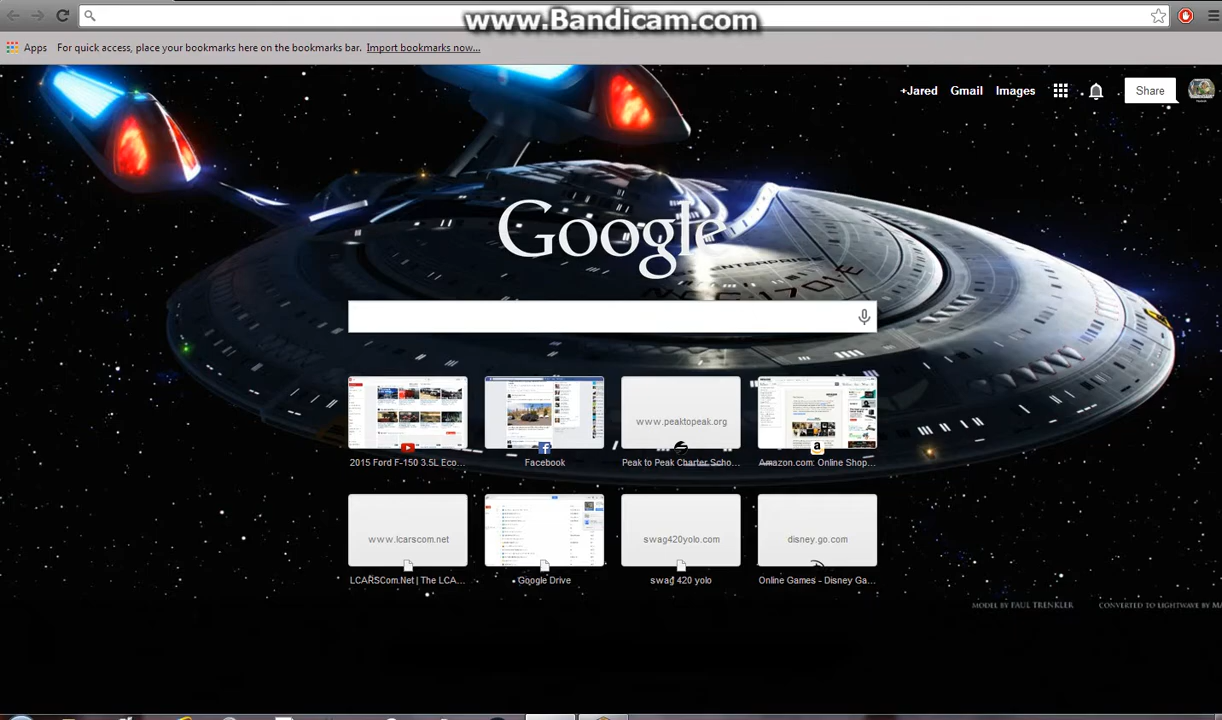 www.Bandicam.com
Apps For quick access, place your bookmarks here on the bookmarks bar. Import bookmarks now...
+Jared Gmail Images Share
Google
ENTERPRISE
NCC-1701-E
www.peaktopeak.org
2015 Ford F-150 3.5L Eco... Facebook Peak to Peak Charter Scho... Amazon.com: Online Shop...
www.lcarscom.net swag420yolo.com disney.go.com
LCARSCom.Net | The LCA... Google Drive swag 420 yolo Online Games - Disney Ga...
MODEL BY PAUL TRENKLER CONVERTED TO LIGHTWAVE BY